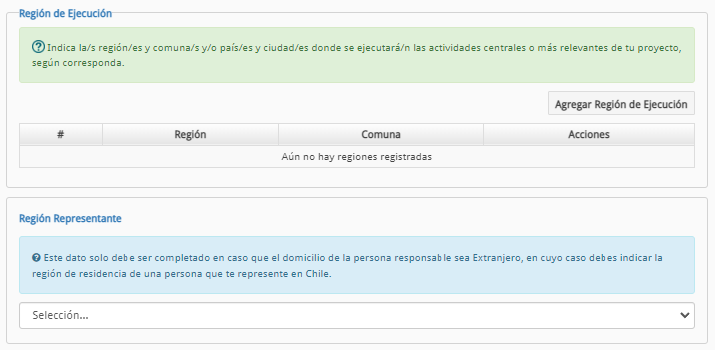 Región de Ejecución
Indica la/s región/es y comuna/s y/o país/es y ciudad/es donde se ejecutará/n las actividades centrales o más relevantes de tu proyecto,
según corresponda.
Agregar Región de Ejecución
# Región Comuna Acciones
Aún no hay regiones registradas
Región Representante
Este dato solo debe ser completado en caso que el domicilio de la persona responsable sea Extranjero, en cuyo caso debes indicar la
región de residencia de una persona que te represente en Chile.
Selección...